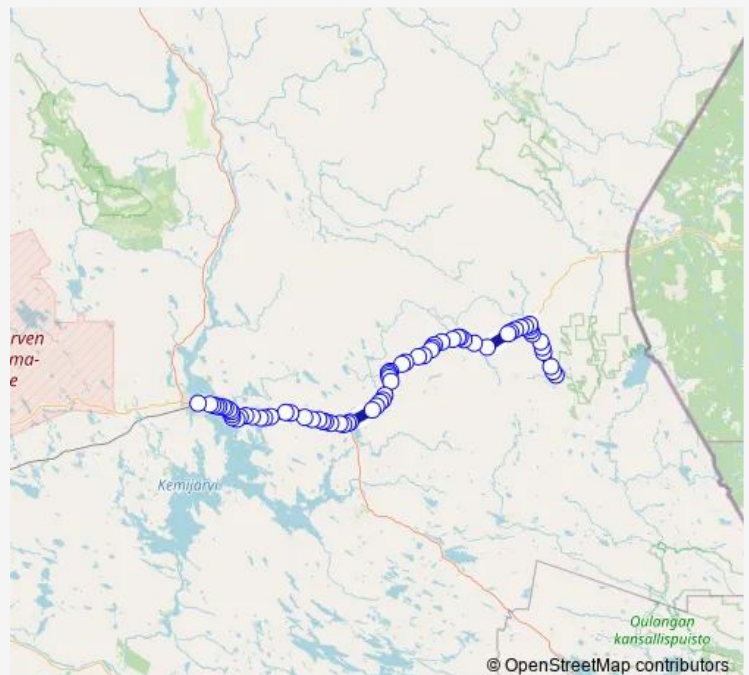 rven
ma-
e
Kemijärvi
Oulangan
kansallispuisto
© OpenStreetMap contributors